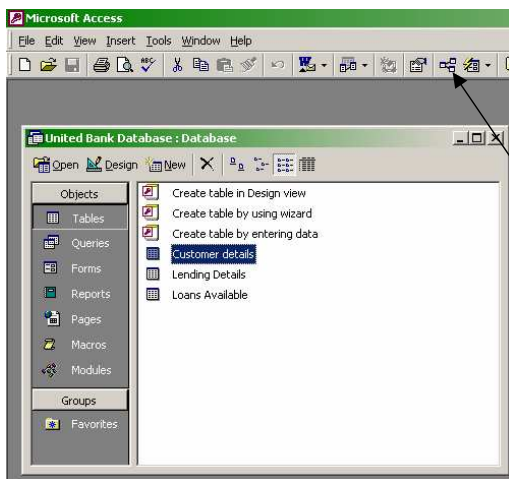 Microsoft Access
File Edit View Insert Tools Window Help
ABC
United Bank Database : Database
Open Design New
Objects
Tables
Queries
Forms
Reports
Pages
Macros
Modules
Groups
Favorites
Create table in Design view
Create table by using wizard
Create table by entering data
Customer details
Lending Details
Loans Available